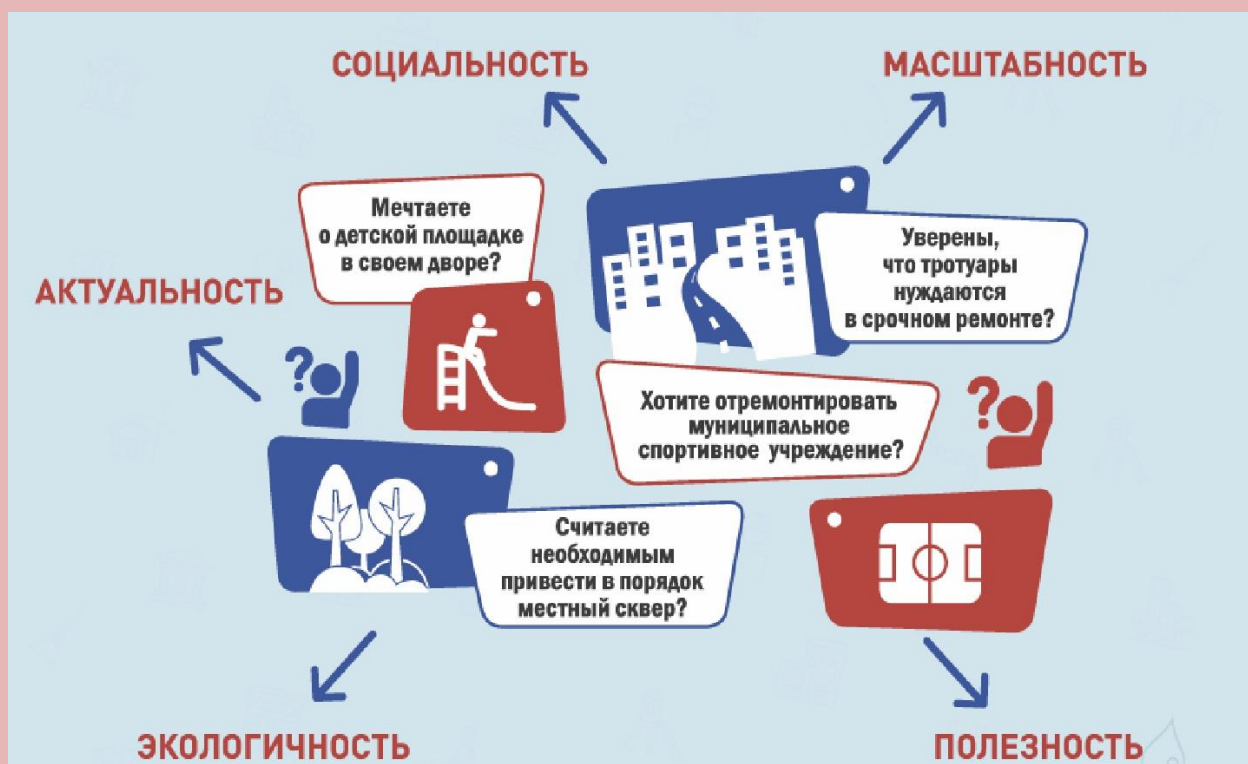 СОЦИАЛЬНОСТЬ
МАСШТАБНОСТЬ
Мечтаете
о детской площадке
в своем дворе?
Уверены,
что тротуары
нуждаются
в срочном ремонте?
АКТУАЛЬНОСТЬ
?
Хотите отремонтировать
муниципальное
спортивное учреждение?
?
Считаете
необходимым
привести в порядок
местный сквер?
ЭКОЛОГИЧНОСТЬ
ПОЛЕЗНОСТЬ